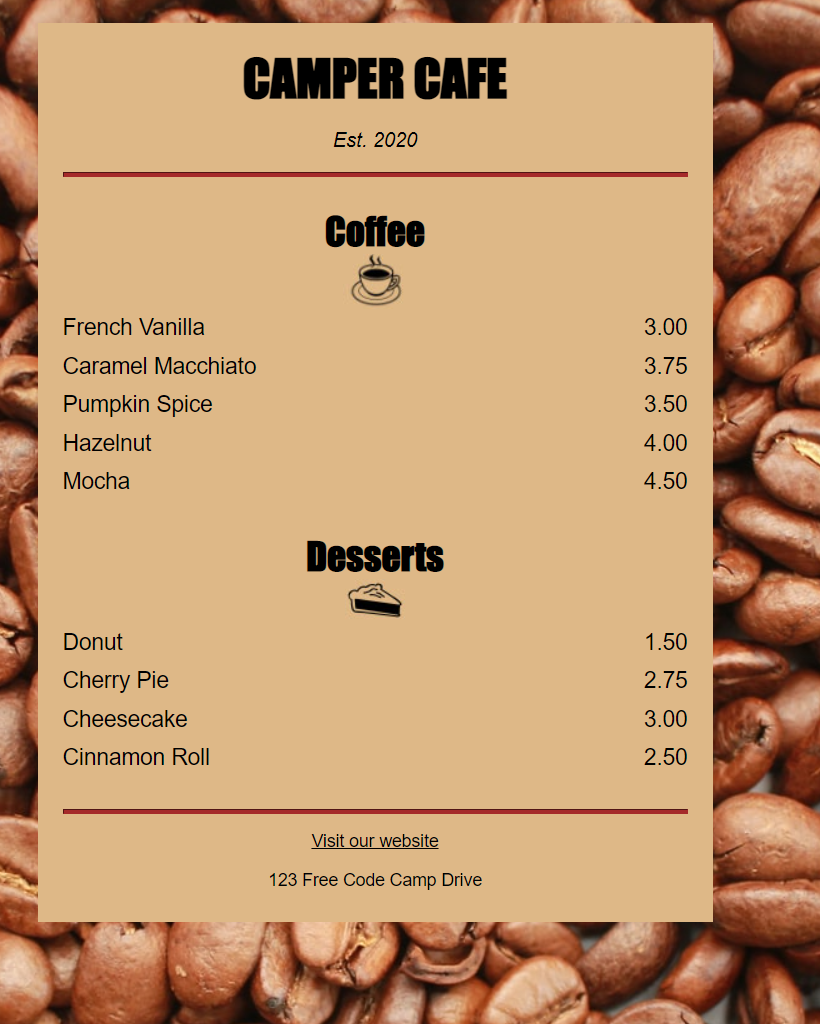 CAMPER CAFE
Est. 2020
Coffee
French Vanilla 3.00
Caramel Macchiato 3.75
Pumpkin Spice 3.50
Hazelnut 4.00
Mocha 4.50
Desserts
Donut 1.50
Cherry Pie 2.75
Cheesecake 3.00
Cinnamon Roll 2.50
Visit our website
123 Free Code Camp Drive